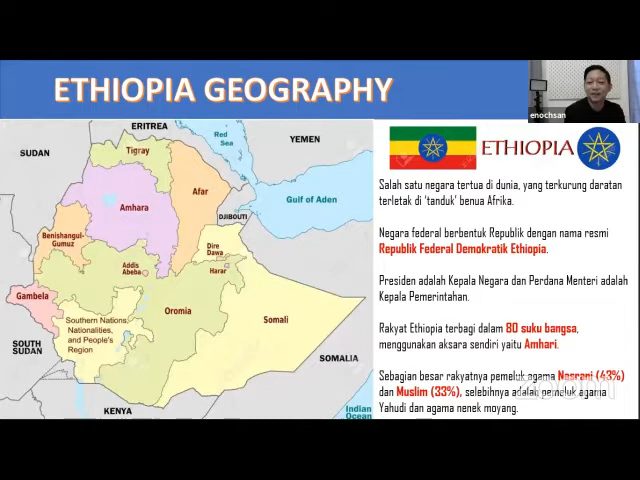 ETHIOPIA GEOGRAPHY
enochsan
ERITREA
Red
Sea
YEMEN
SUDAN
Tigray
Afar
Gulf of Aden
Amhara
DJIBOUTI
Benishangul-
Gumuz
Dire
Dawa
Addis
Ababa
Harar
Gambela
Oromia
Somali
Southern Nations,
Nationalities,
and People's
Region
SOUTH
SUDAN
SOMALIA
KENYA
Indian
Ocean
ETHIOPIA
Salah satu negara tertua di dunia, yang terkurung daratan
terletak di 'tanduk' benua Afrika.
Negara federal berbentuk Republik dengan nama resmi
Republik Federal Demokratik Ethiopia.
Presiden adalah Kepala Negara dan Perdana Menteri adalah
Kepala Pemerintahan.
Rakyat Ethiopia terbagi dalam 80 suku bangsa,
menggunakan aksara sendiri yaitu Amhari.
Sebagian besar rakyatnya pemeluk agama Nasrani (43%)
dan Muslim (33%), selebihnya adalah pemeluk agama
Yahudi dan agama nenek moyang.
zoom